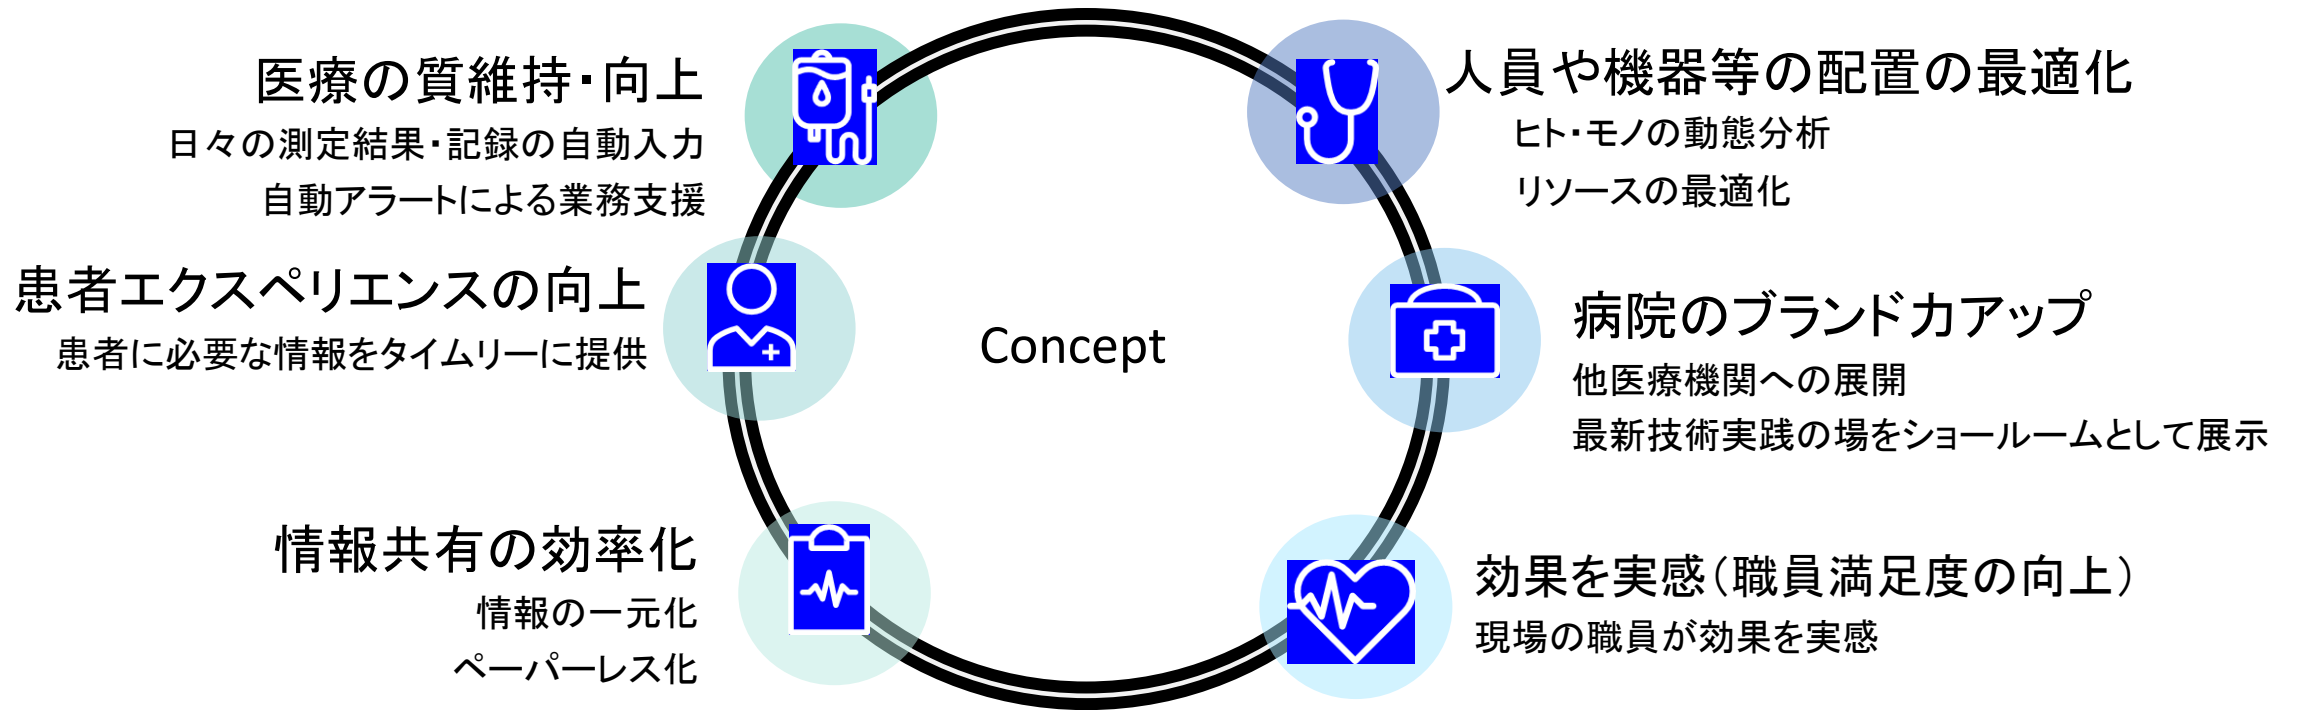 医療の質維持・向上
日々の測定結果・記録の自動入力
自動アラートによる業務支援
患者エクスペリエンスの向上
患者に必要な情報をタイムリーに提供
情報共有の効率化
情報の一元化
ペーパーレス化
Concept
人員や機器等の配置の最適化
ヒト・モノの動態分析
リソースの最適化
病院のブランド力アップ
他医療機関への展開
最新技術実践の場をショールームとして展示
効果を実感（職員満足度の向上）
現場の職員が効果を実感